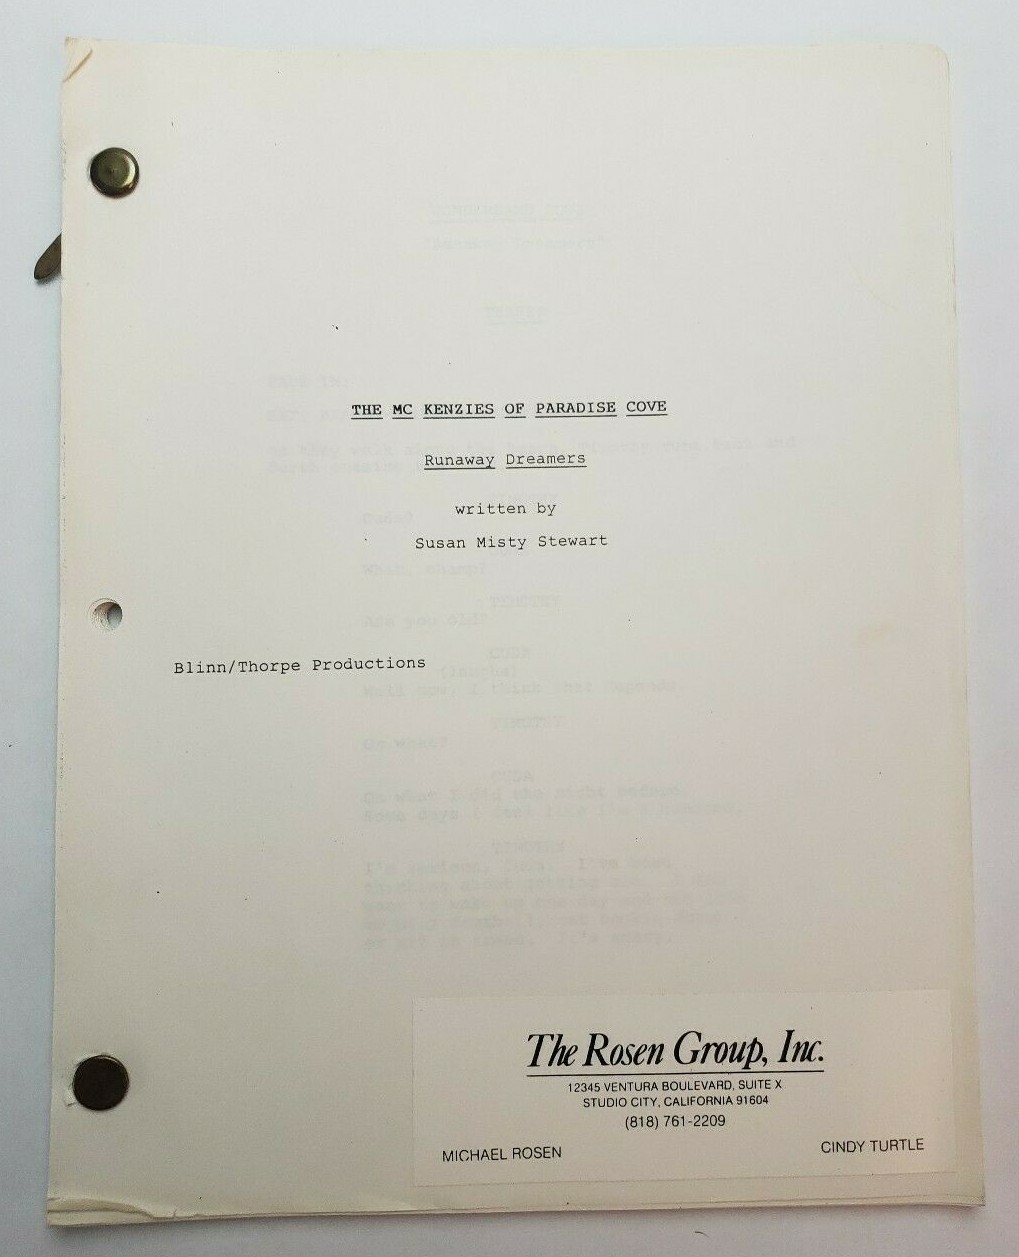 THE MC KENZIES OF PARADISE COVE
Runaway Dreamers
written by
Susan Misty Stewart
Blinn/Thorpe Productions
The Rosen Group, Inc.
12345 VENTURA BOULEVARD, SUITE X
STUDIO CITY, CALIFORNIA 91604
(818) 761-2209
MICHAEL ROSEN
CINDY TURTLE